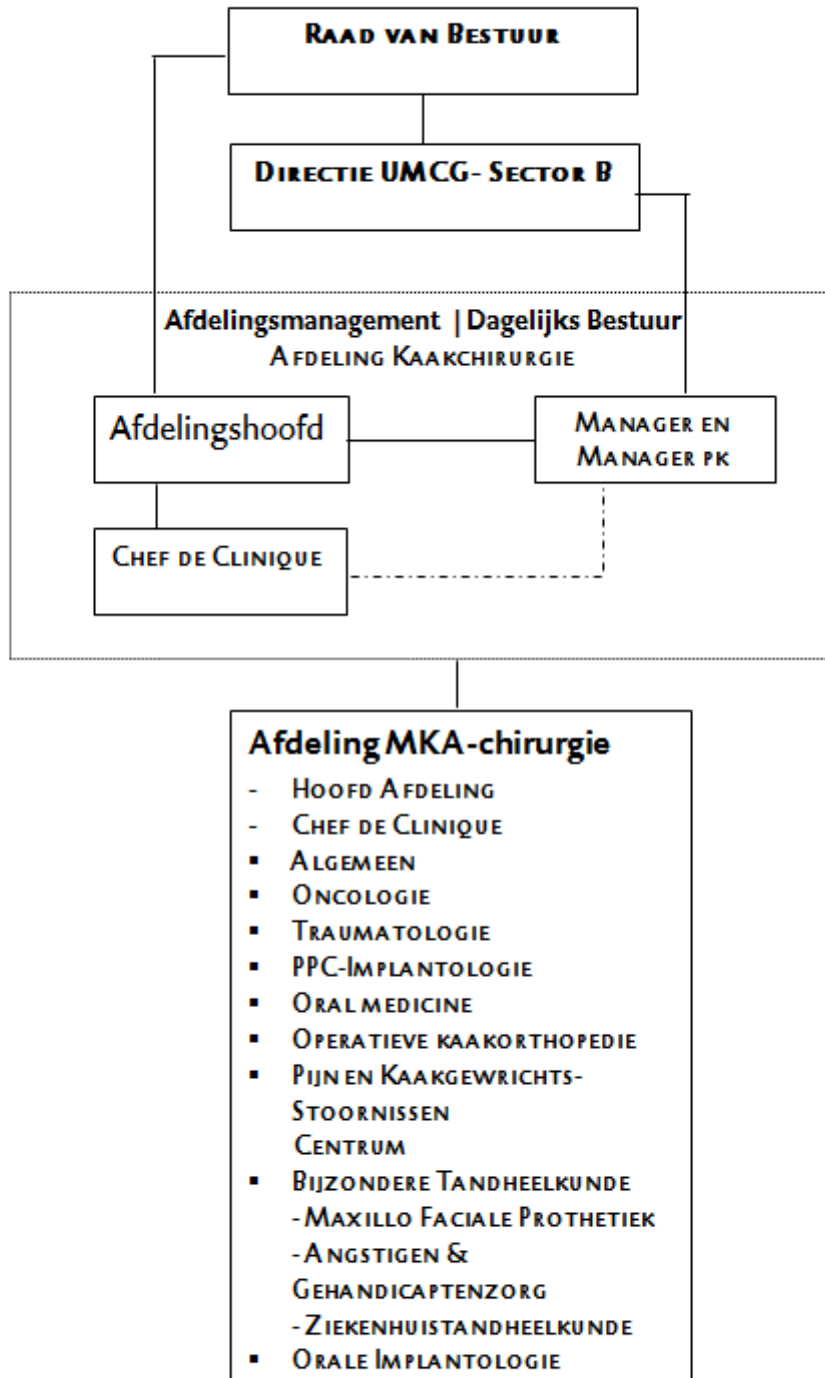 Raad van Bestuur
Directie UMCG- Sector B
Afdelingsmanagement | Dagelijks Bestuur
Afdeling Kaakchirurgie
Afdelingshoofd
Manager en
Manager pk
Chef de Clinique
Afdeling MKA-chirurgie
- Hoofd Afdeling
- Chef de Clinique
▪ Algemeen
▪ Oncologie
▪ Traumatologie
▪ PPC-Implantologie
▪ Oral medicine
▪ Operatieve kaakorthopedie
▪ Pijn en Kaakgewrichts-
Stoornissen
Centrum
▪ Bijzondere Tandheelkunde
- Maxillo Faciale Prothetiek
- Angstigen &
Gehandicaptenzorg
- Ziekenhuistandheelkunde
▪ Orale Implantologie